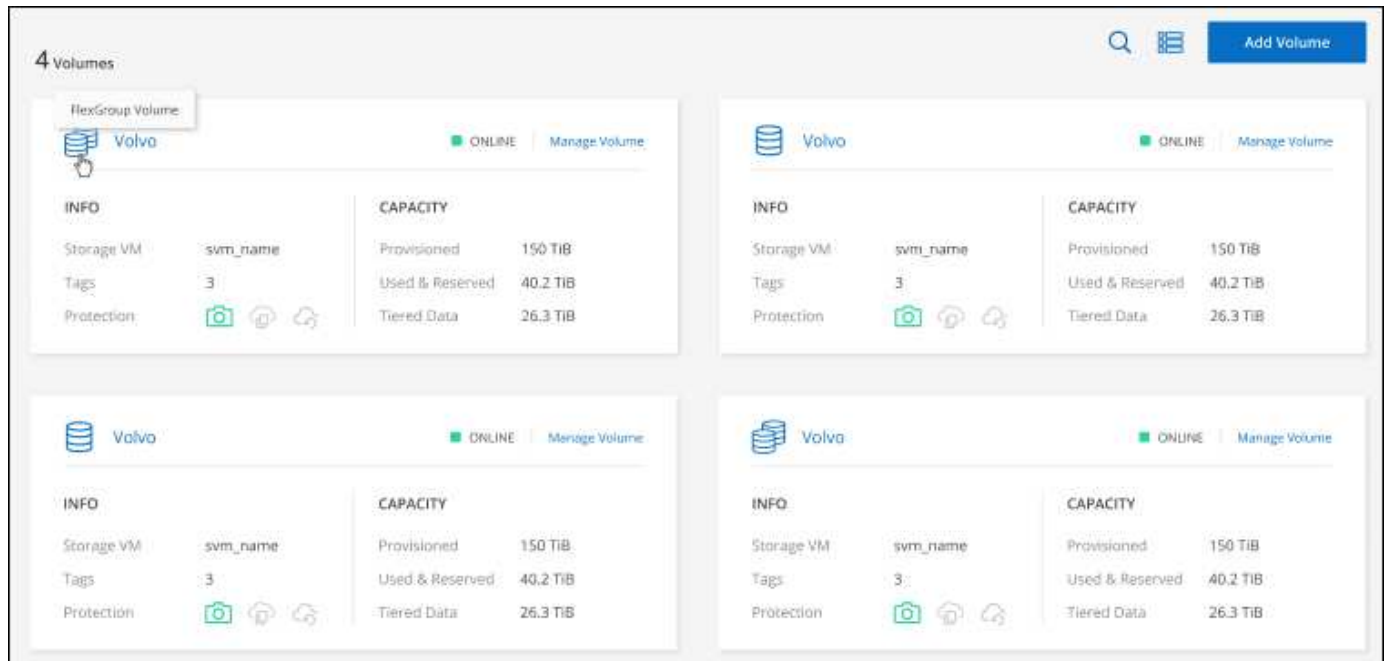 4 Volumes
Add Volume
FlexGroup Volume
Volvo
ONLINE
Manage Volume
INFO
CAPACITY
Storage VM svm_name
Provisioned 150 TiB
Tags 3
Used & Reserved 40.2 TiB
Protection
Tiered Data 26.3 TiB
Volvo
ONLINE
Manage Volume
INFO
CAPACITY
Storage VM svm_name
Provisioned 150 TiB
Tags 3
Used & Reserved 40.2 TiB
Protection
Tiered Data 26.3 TiB
Volvo
ONLINE
Manage Volume
INFO
CAPACITY
Storage VM svm_name
Provisioned 150 TiB
Tags 3
Used & Reserved 40.2 TiB
Protection
Tiered Data 26.3 TiB
Volvo
ONLINE
Manage Volume
INFO
CAPACITY
Storage VM svm_name
Provisioned 150 TiB
Tags 3
Used & Reserved 40.2 TiB
Protection
Tiered Data 26.3 TiB